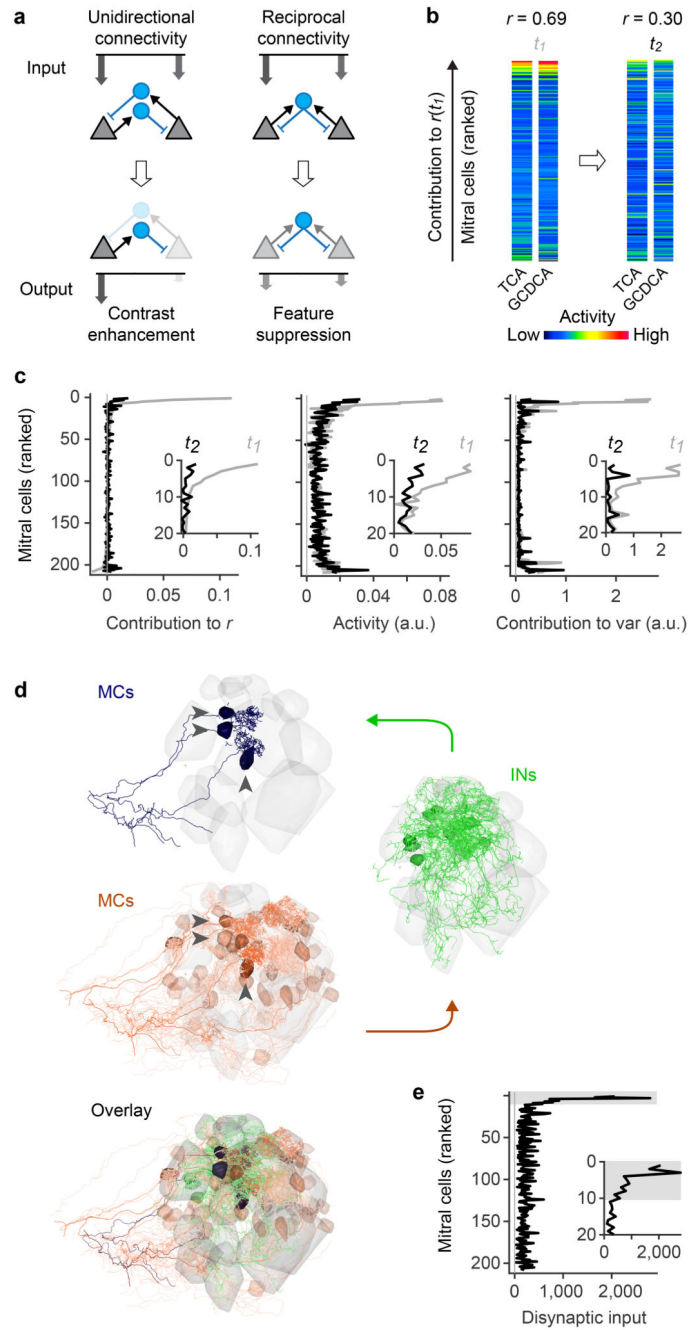 a
Unidirectional connectivity
Reciprocal connectivity
Input
Output
Contrast enhancement
Feature suppression
b
r = 0.69
r = 0.30
t1
t2
Contribution to r(t1)
Mitral cells (ranked)
TCA
GCDCA
TCA
GCDCA
Activity
Low
High
c
Mitral cells (ranked)
0
50
100
150
200
t2
t1
0
10
20
0
0.1
0
0.05
0.1
Contribution to r
t2
t1
0
10
20
0
0.05
0
0.04
0.08
Activity (a.u.)
t2
t1
0
10
20
0
1
2
0
1
2
Contribution to var (a.u.)
d
MCs
INs
MCs
Overlay
e
Mitral cells (ranked)
50
100
150
200
0
10
20
0
2,000
0
1,000
2,000
Disynaptic input